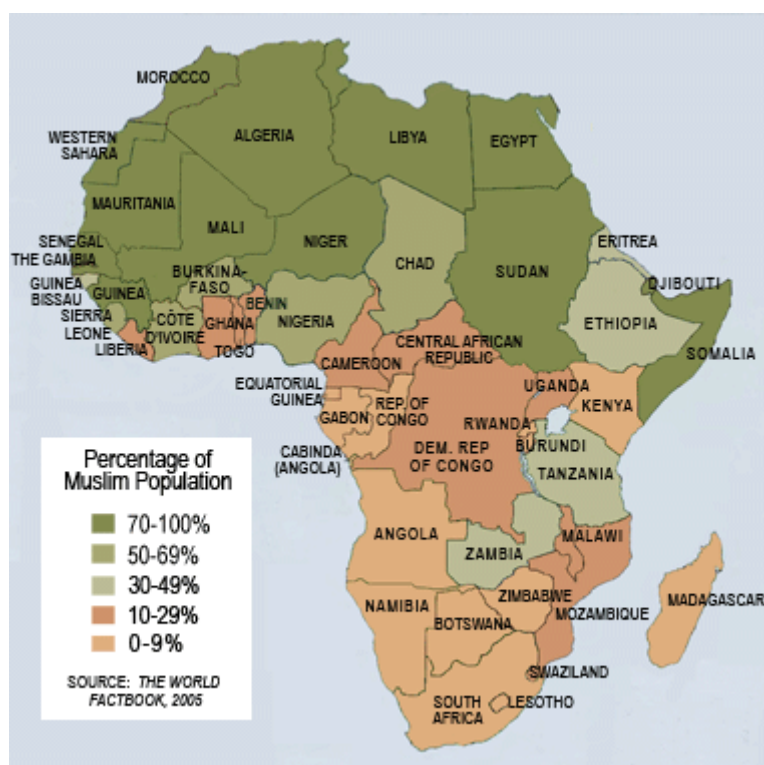 MOROCCO
WESTERN
SAHARA
ALGERIA
LIBYA
EGYPT
MAURITANIA
MALI
NIGER
CHAD
SUDAN
ERITREA
SENEGAL
THE GAMBIA
GUINEA
BISSAU
GUINEA
BURKINA-
FASO
BENIN
NIGERIA
DJIBOUTI
ETHIOPIA
SOMALIA
SIERRA
LEONE
LIBERIA
CÔTE
D'IVOIRE
GHANA
TOGO
CENTRAL AFRICAN
REPUBLIC
CAMEROON
EQUATORIAL
GUINEA
GABON
REP. OF
CONGO
UGANDA
KENYA
RWANDA
BURUNDI
DEM. REP
OF CONGO
TANZANIA
CABINDA
(ANGOLA)
ANGOLA
ZAMBIA
MALAWI
NAMIBIA
ZIMBABWE
BOTSWANA
MOZAMBIQUE
MADAGASCAR
SWAZILAND
SOUTH
AFRICA
LESOTHO
Percentage of
Muslim Population
70-100%
50-69%
30-49%
10-29%
0-9%
SOURCE: THE WORLD
FACTBOOK, 2005